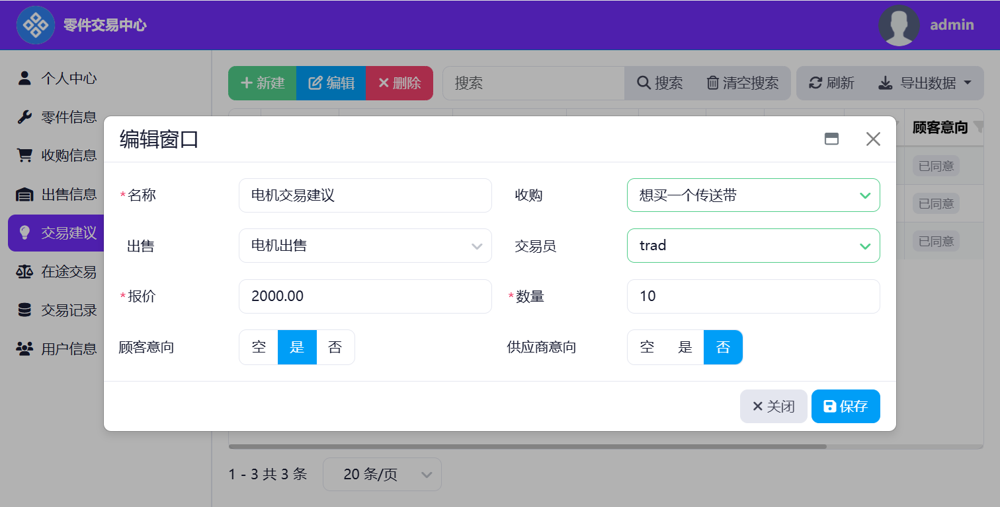 零件交易中心
admin
个人中心
零件信息
收购信息
出售信息
交易建议
在途交易
交易记录
用户信息
新建 编辑 删除 搜索 搜索 清空搜索 刷新 导出数据
顾客意向
已同意
已同意
已同意
编辑窗口
*名称 电机交易建议 收购 想买一个传送带
出售 电机出售 交易员 trad
*报价 2000.00 *数量 10
顾客意向 空 是 否 供应商意向 空 是 否
关闭 保存
1 - 3 共 3 条 20 条/页